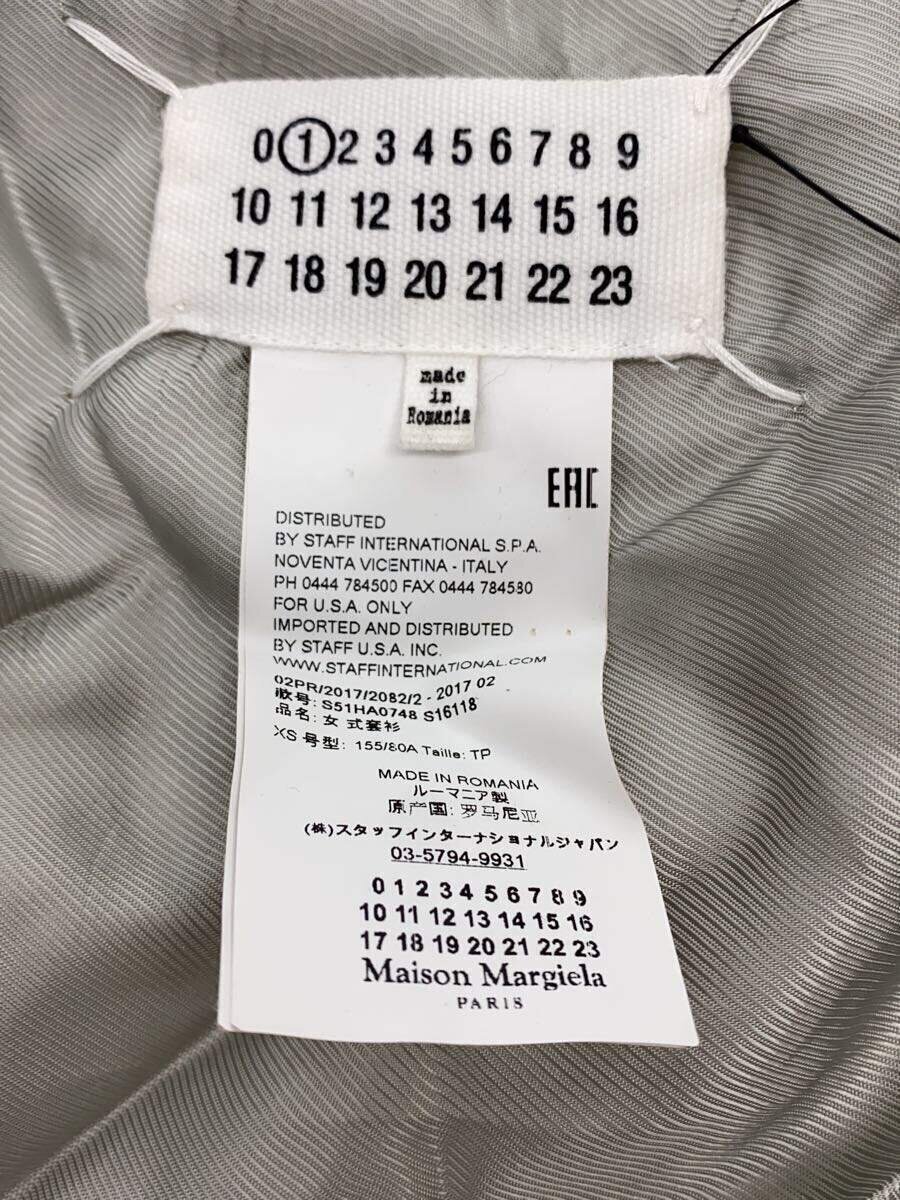 0 1 2 3 4 5 6 7 8 9
10 11 12 13 14 15 16
17 18 19 20 21 22 23
made
in
Romania
EAC
DISTRIBUTED
BY STAFF INTERNATIONAL S.P.A.
NOVENTA VICENTINA - ITALY
PH 0444 784500 FAX 0444 784580
FOR U.S.A. ONLY
IMPORTED AND DISTRIBUTED
BY STAFF U.S.A. INC.
WWW.STAFFINTERNATIONAL.COM
02PR/2017/2082/2 - 2017 02
款号: S51HA0748 S16118
品名: 女 式套衫
XS 号型: 155/80A Taille: TP
MADE IN ROMANIA
ルーマニア製
原产国: 罗马尼亚
(株)スタッフインターナショナルジャパン
03-5794-9931
0 1 2 3 4 5 6 7 8 9
10 11 12 13 14 15 16
17 18 19 20 21 22 23
Maison Margiela
PARIS